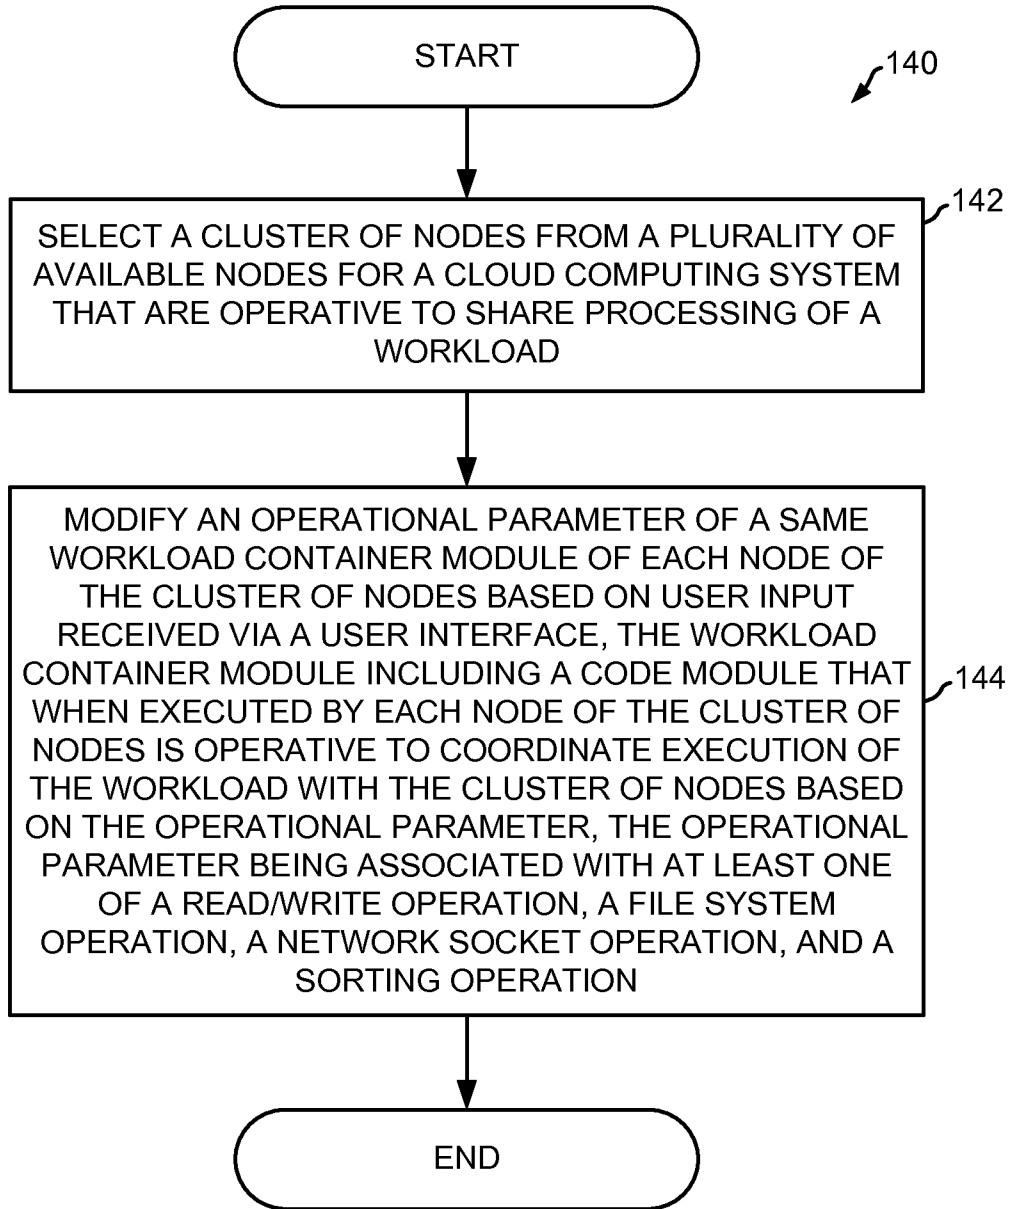 START
140
142
SELECT A CLUSTER OF NODES FROM A PLURALITY OF
AVAILABLE NODES FOR A CLOUD COMPUTING SYSTEM
THAT ARE OPERATIVE TO SHARE PROCESSING OF A
WORKLOAD
MODIFY AN OPERATIONAL PARAMETER OF A SAME
WORKLOAD CONTAINER MODULE OF EACH NODE OF
THE CLUSTER OF NODES BASED ON USER INPUT
RECEIVED VIA A USER INTERFACE, THE WORKLOAD
CONTAINER MODULE INCLUDING A CODE MODULE THAT
144
WHEN EXECUTED BY EACH NODE OF THE CLUSTER OF
NODES IS OPERATIVE TO COORDINATE EXECUTION OF
THE WORKLOAD WITH THE CLUSTER OF NODES BASED
ON THE OPERATIONAL PARAMETER, THE OPERATIONAL
PARAMETER BEING ASSOCIATED WITH AT LEAST ONE
OF A READ/WRITE OPERATION, A FILE SYSTEM
OPERATION, A NETWORK SOCKET OPERATION, AND A
SORTING OPERATION
END